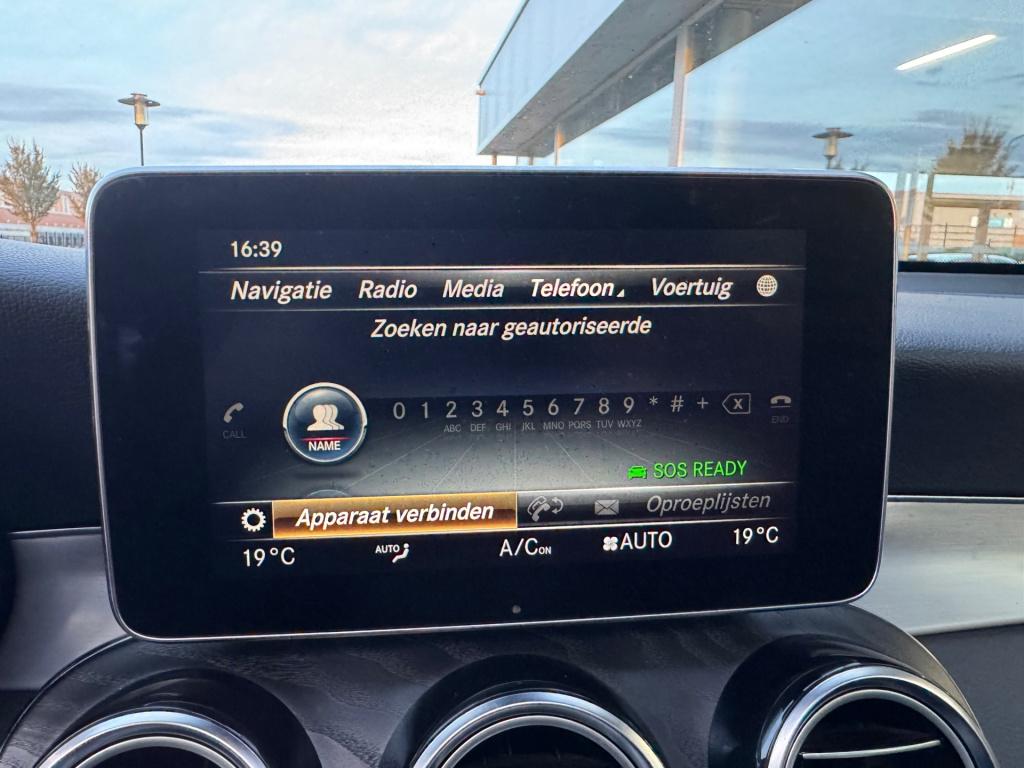 16:39
Navigatie Radio Media Telefoon Voertuig
Zoeken naar geautoriseerde
0 1 2 3 4 5 6 7 8 9 * # +
ABC DEF GHI JKL MNO PQRS TUV WXYZ
CALL
NAME
END
SOS READY
Apparaat verbinden Oproeplijsten
19°C AUTO A/C ON AUTO 19°C